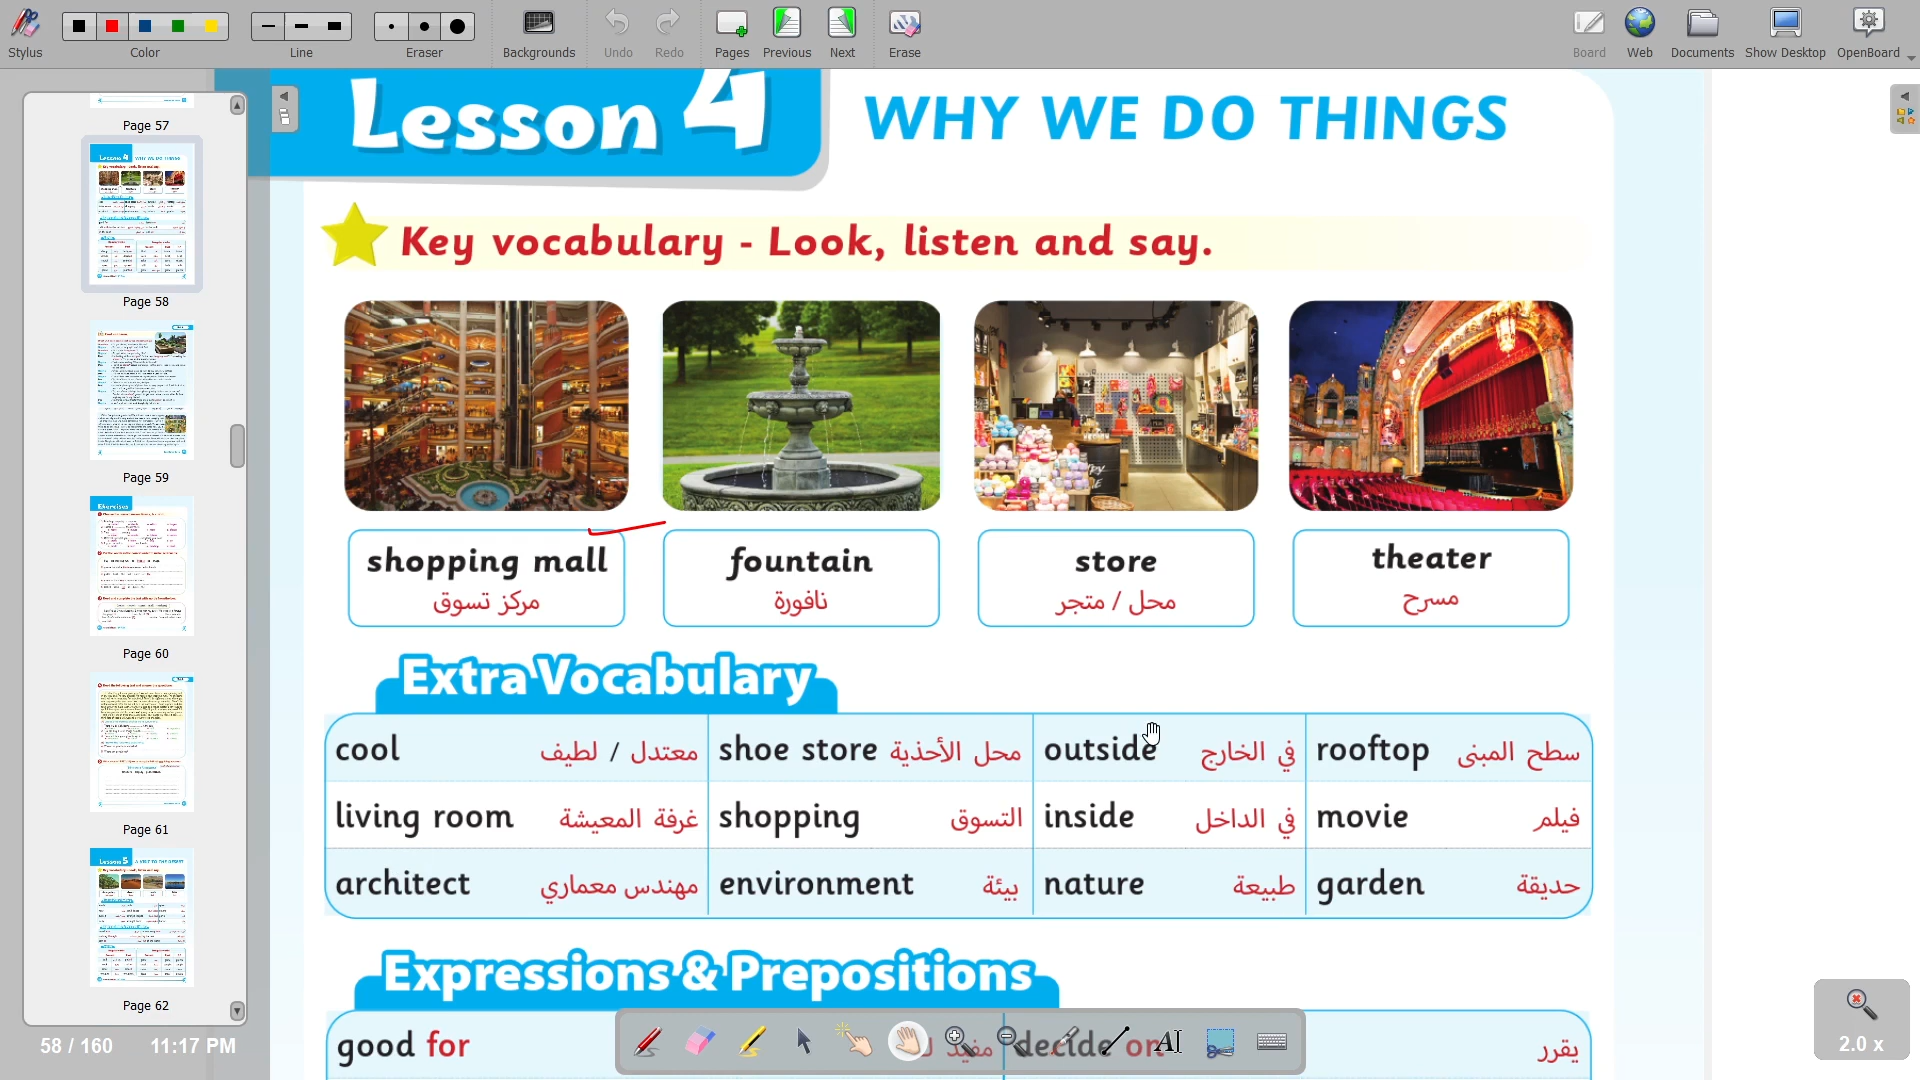 Stylus Color Line Eraser Backgrounds Undo Redo Pages Previous Next Erase Board Web Documents Show Desktop OpenBoard
Page 57
Page 58
Page 59
Page 60
Page 61
Page 62
58 / 160 11:17 PM
Lesson 4 WHY WE DO THINGS
Key vocabulary - Look, listen and say.
shopping mall fountain store theater
مركز تسوق نافورة محل / متجر مسرح
Extra Vocabulary
cool معتدل / لطيف shoe store محل الأحذية outside في الخارج rooftop سطح المبنى
living room غرفة المعيشة shopping التسوق inside في الداخل movie فيلم
architect مهندس معماري environment بيئة nature طبيعة garden حديقة
Expressions & Prepositions
good for مفيد decide on يقرر
2.0 x